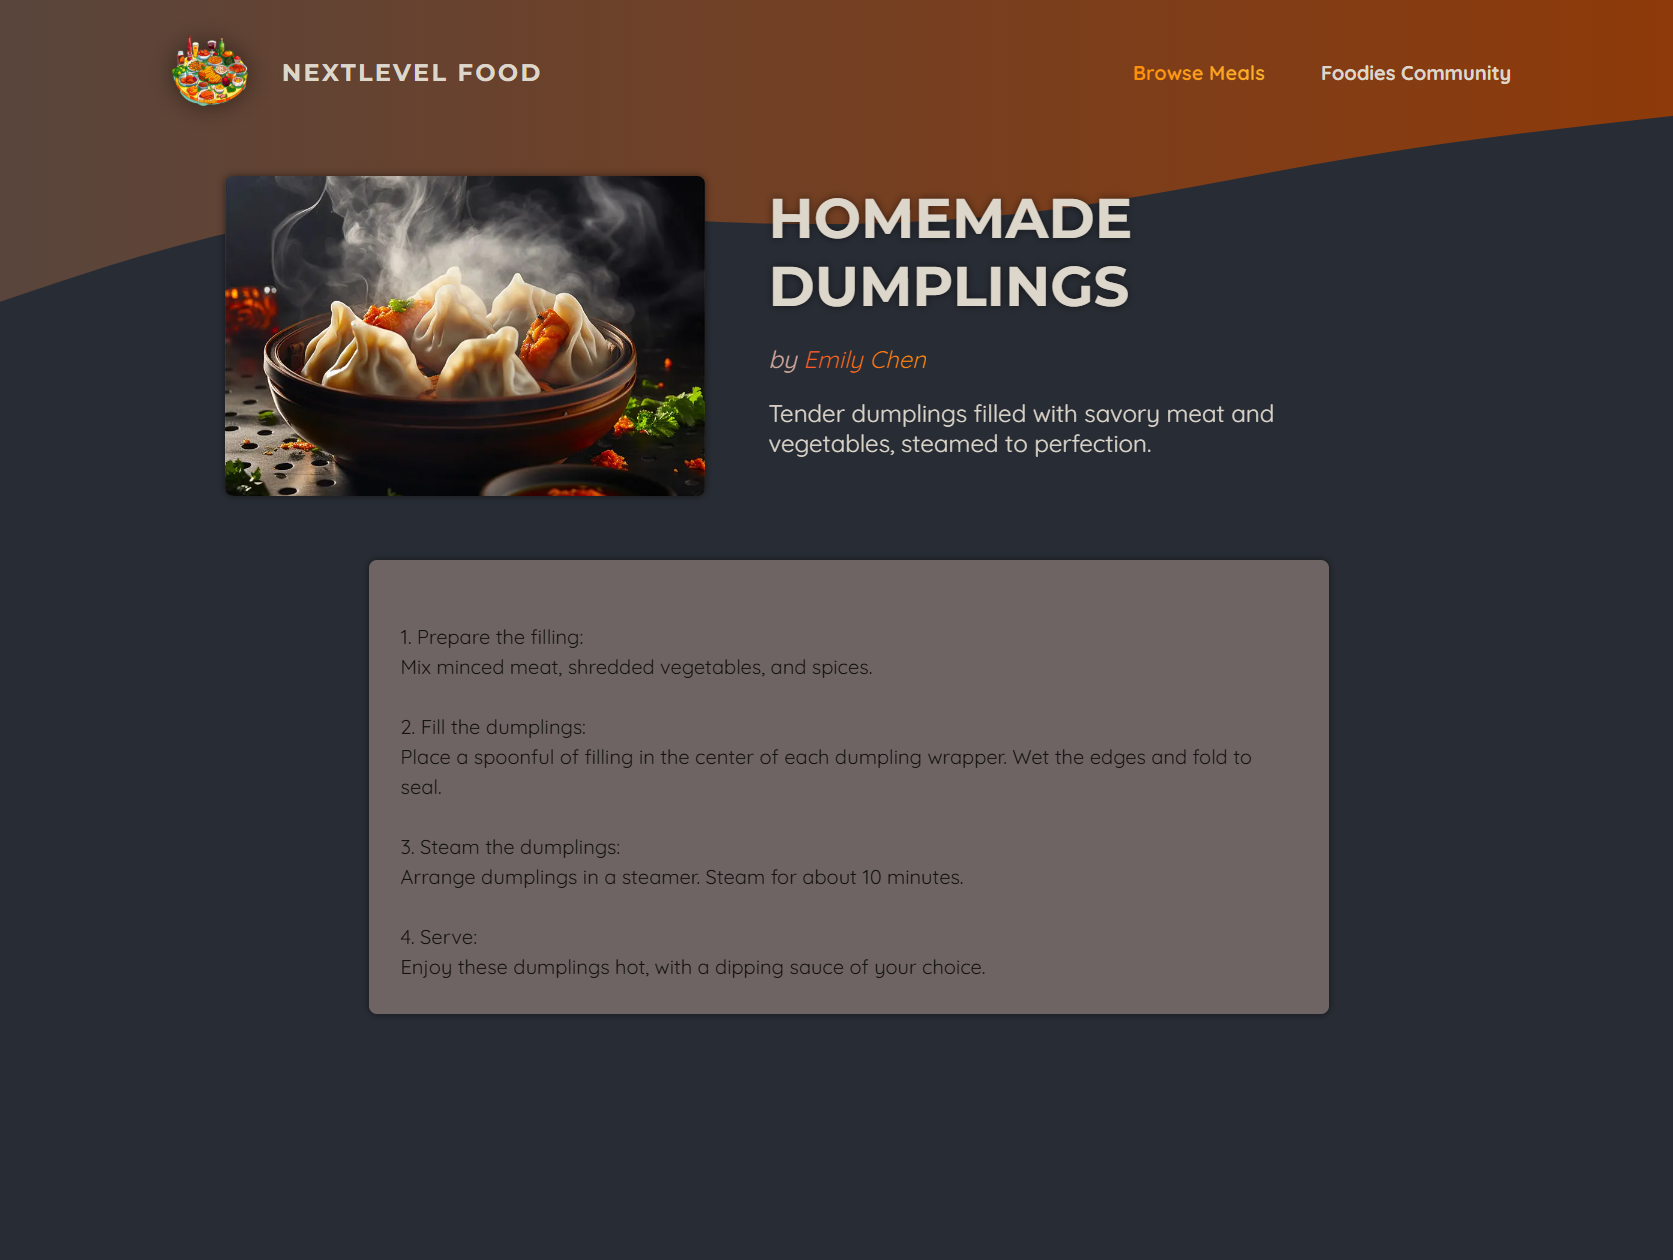 NEXTLEVEL FOOD
Browse Meals
Foodies Community
HOMEMADE
DUMPLINGS
by Emily Chen
Tender dumplings filled with savory meat and
vegetables, steamed to perfection.
1. Prepare the filling:
Mix minced meat, shredded vegetables, and spices.
2. Fill the dumplings:
Place a spoonful of filling in the center of each dumpling wrapper. Wet the edges and fold to
seal.
3. Steam the dumplings:
Arrange dumplings in a steamer. Steam for about 10 minutes.
4. Serve:
Enjoy these dumplings hot, with a dipping sauce of your choice.